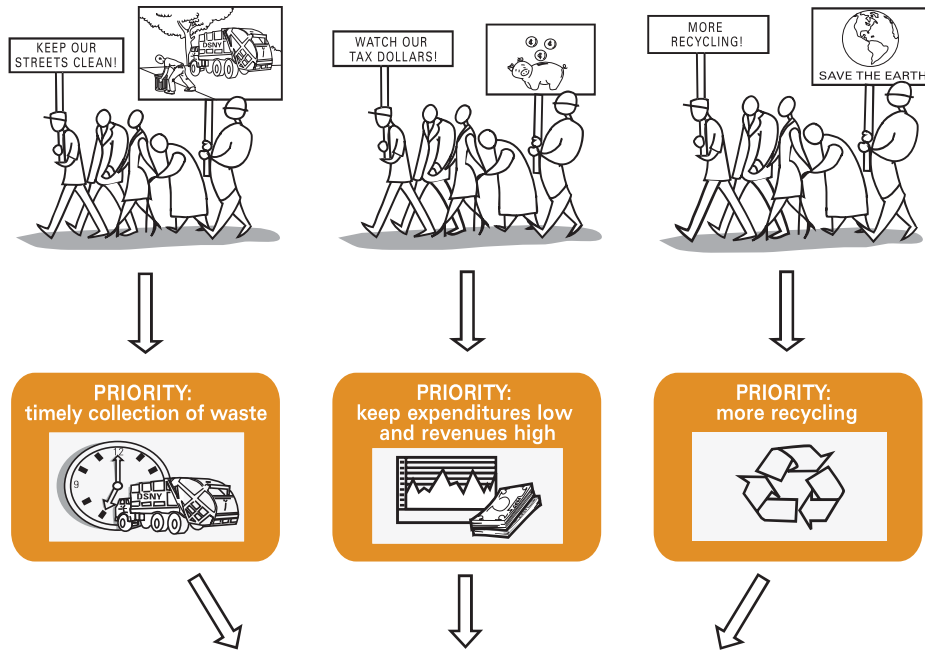 KEEP OUR
STREETS CLEAN!
DSNY
WATCH OUR
TAX DOLLARS!
MORE
RECYCLING!
SAVE THE EARTH
PRIORITY:
timely collection of waste
12
9
DSNY
PRIORITY:
keep expenditures low
and revenues high
PRIORITY:
more recycling